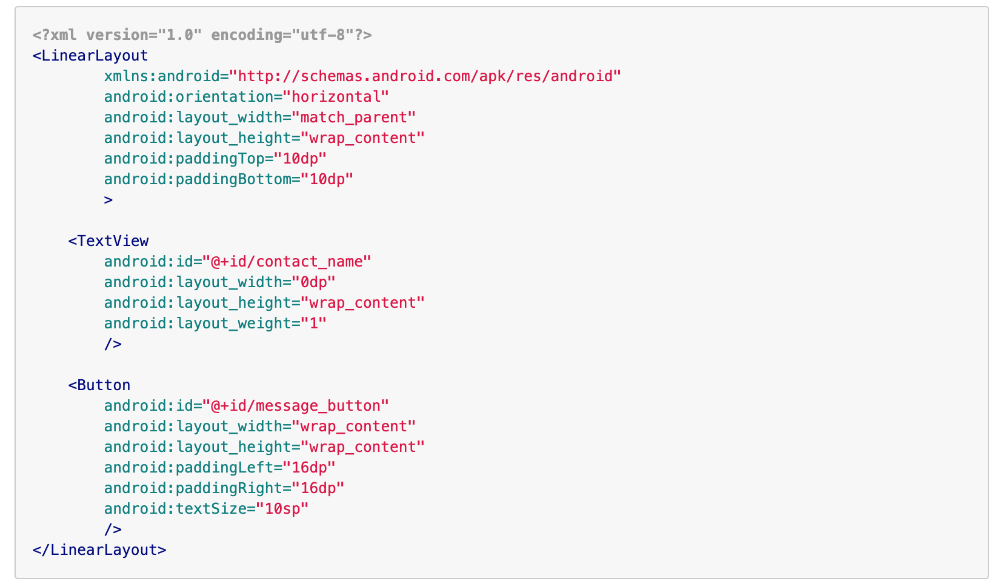 <?xml version="1.0" encoding="utf-8"?>
<LinearLayout
        xmlns:android="http://schemas.android.com/apk/res/android"
        android:orientation="horizontal"
        android:layout_width="match_parent"
        android:layout_height="wrap_content"
        android:paddingTop="10dp"
        android:paddingBottom="10dp"
        >

    <TextView
        android:id="@+id/contact_name"
        android:layout_width="0dp"
        android:layout_height="wrap_content"
        android:layout_weight="1"
        />

    <Button
        android:id="@+id/message_button"
        android:layout_width="wrap_content"
        android:layout_height="wrap_content"
        android:paddingLeft="16dp"
        android:paddingRight="16dp"
        android:textSize="10sp"
        />
</LinearLayout>